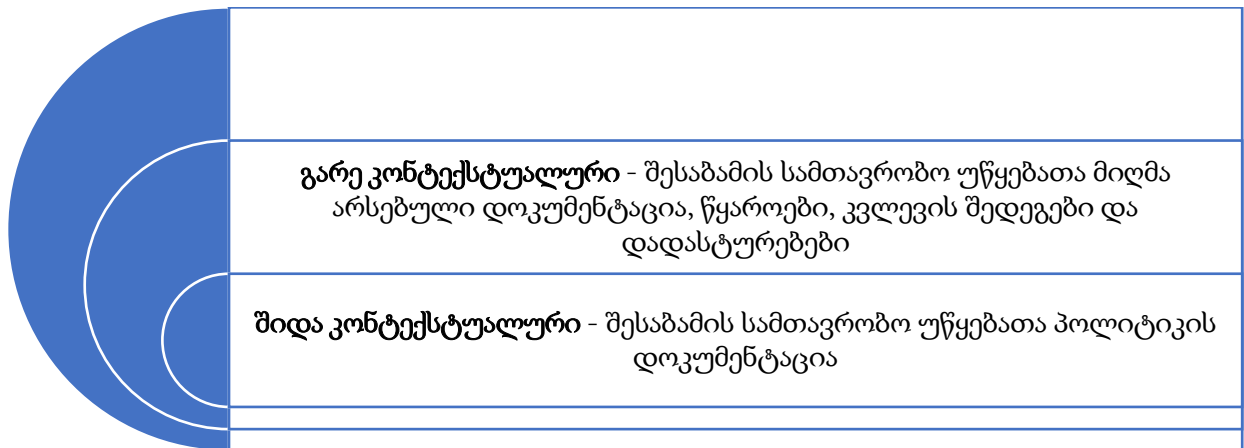 გარე კონტექსტუალური - შესაბამის სამთავრობო უწყებათა მიღმა
არსებული დოკუმენტაცია, წყაროები, კვლევის შედეგები და
დადასტურებები
შიდა კონტექსტუალური - შესაბამის სამთავრობო უწყებათა პოლიტიკის
დოკუმენტაცია